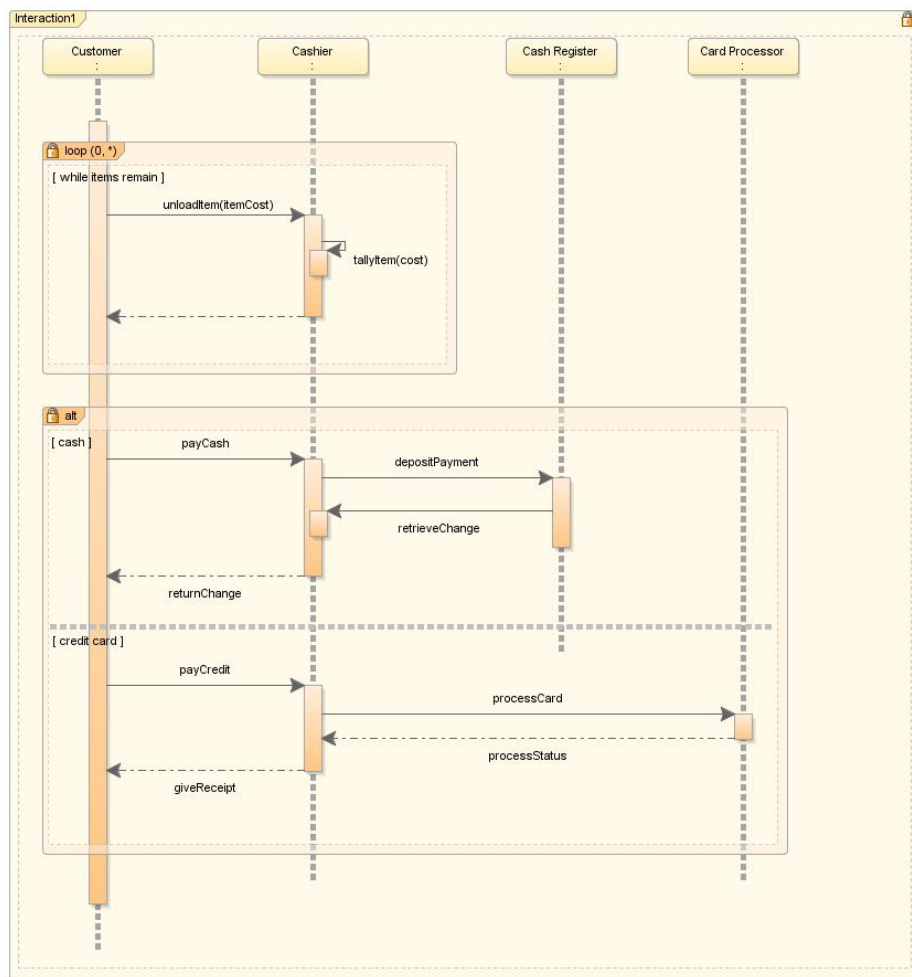 Interaction1
Customer
:
Cashier
:
Cash Register
:
Card Processor
:
loop (0, *)
[ while items remain ]
unloadItem(itemCost)
tallyItem(cost)
alt
[ cash ]
payCash
depositPayment
retrieveChange
returnChange
[ credit card ]
payCredit
processCard
processStatus
giveReceipt